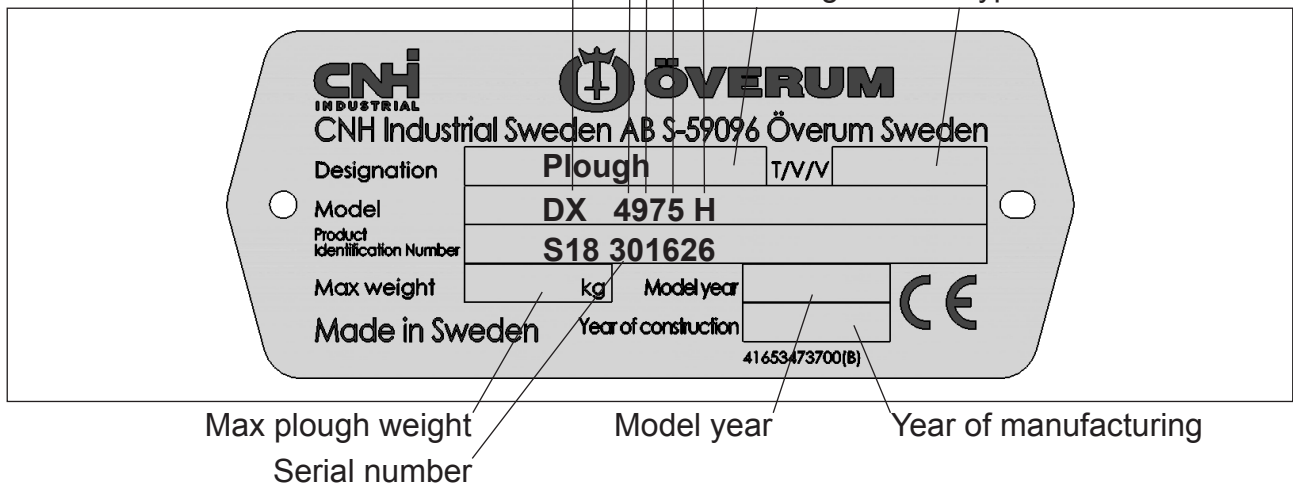 CNH
INDUSTRIAL
ÖVERUM
CNH Industrial Sweden AB S-59096 Överum Sweden
Designation Plough T/V/V
Model DX 4975 H
Product
Identification Number S18 301626
Max weight kg Model year
Made in Sweden Year of construction
41653473700(B)
CE
Max plough weight Model year Year of manufacturing
Serial number